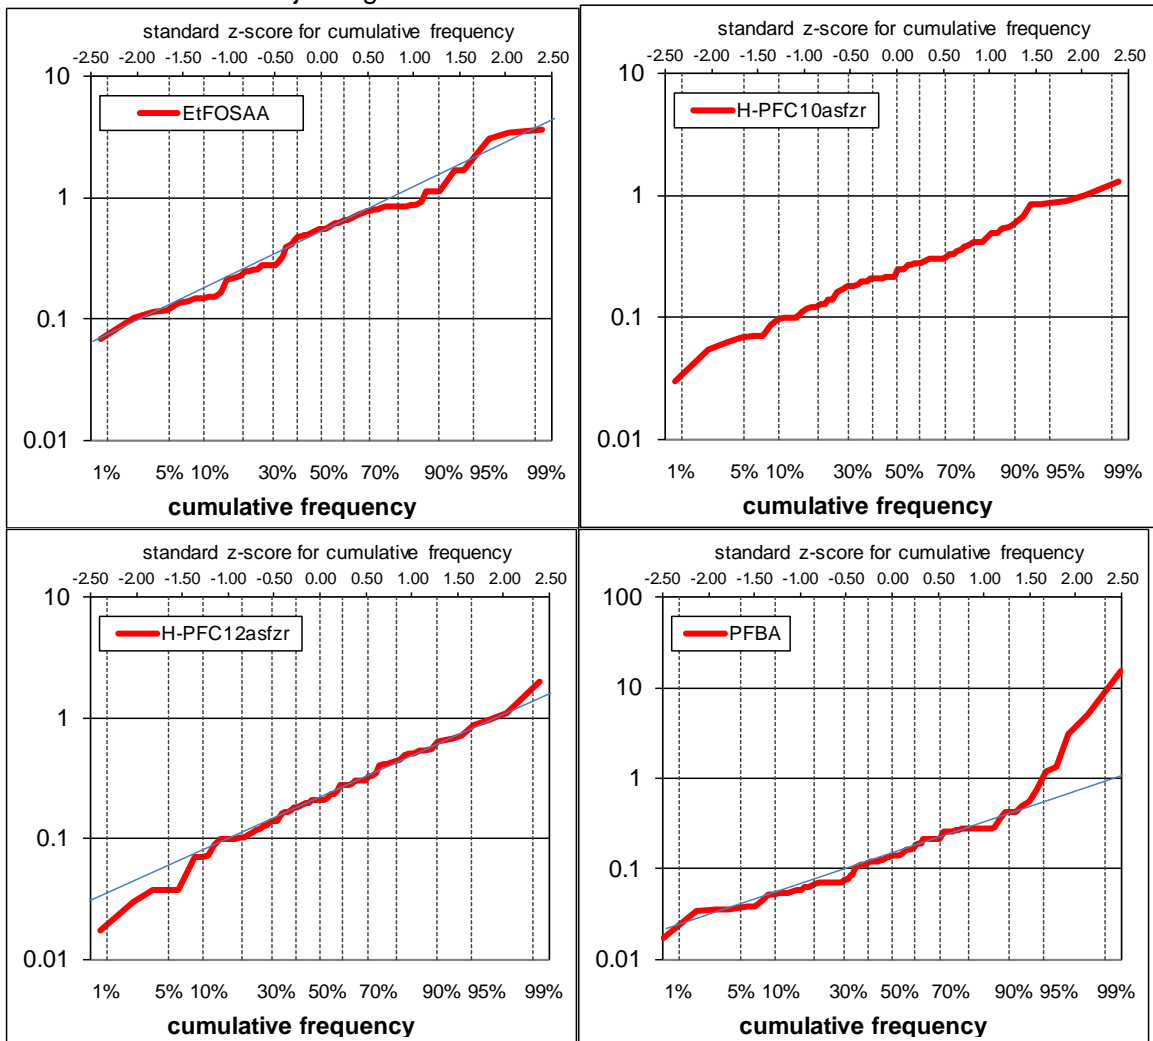 standard z-score for cumulative frequency
-2.50 -2.00 -1.50 -1.00 -0.50 0.00 0.50 1.00 1.50 2.00 2.50
10
EtFOSAA
1
0.1
0.01
1% 5% 10% 30% 50% 70% 90% 95% 99%
cumulative frequency
standard z-score for cumulative frequency
-2.50 -2.00 -1.50 -1.00 -0.50 0.00 0.50 1.00 1.50 2.00 2.50
10
H-PFC10asfzr
1
0.1
0.01
1% 5% 10% 30% 50% 70% 90% 95% 99%
cumulative frequency
standard z-score for cumulative frequency
-2.50 -2.00 -1.50 -1.00 -0.50 0.00 0.50 1.00 1.50 2.00 2.50
10
H-PFC12asfzr
1
0.1
0.01
1% 5% 10% 30% 50% 70% 90% 95% 99%
cumulative frequency
standard z-score for cumulative frequency
-2.50 -2.00 -1.50 -1.00 -0.50 0.00 0.50 1.00 1.50 2.00 2.50
100
PFBA
10
1
0.1
0.01
1% 5% 10% 30% 50% 70% 90% 95% 99%
cumulative frequency